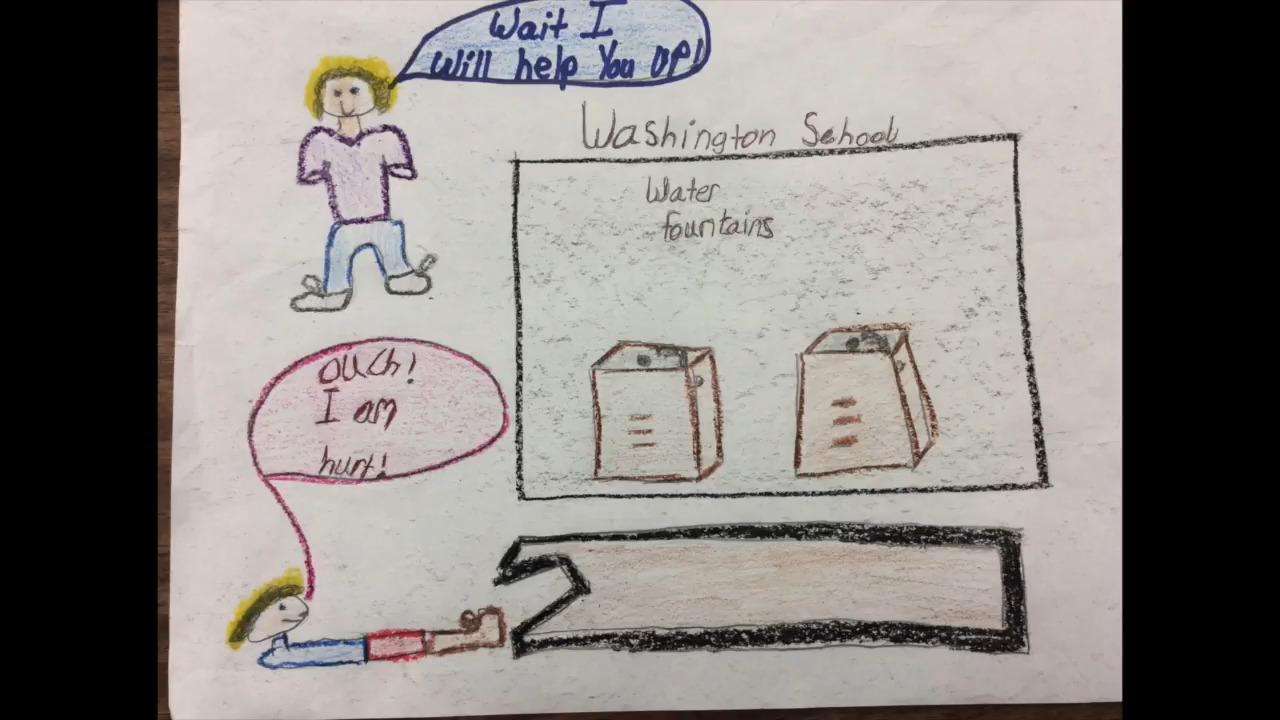 Wait I
Will help You UP!
Washington School
Water
fountains
OUCH!
I am
hurt!